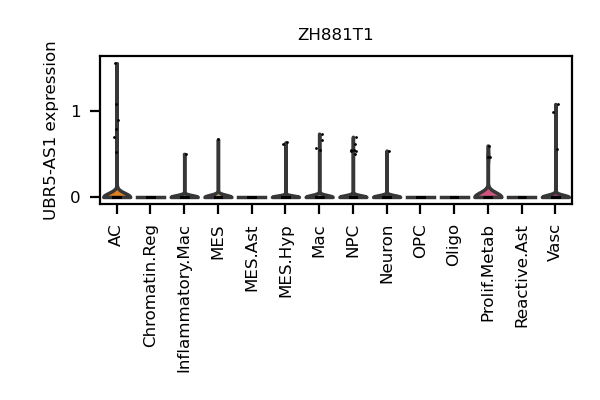 ZH881T1
UBR5-AS1 expression
1
0
AC
Chromatin.Reg
Inflammatory.Mac
MES
MES.Ast
MES.Hyp
Mac
NPC
Neuron
OPC
Oligo
Prolif.Metab
Reactive.Ast
Vasc